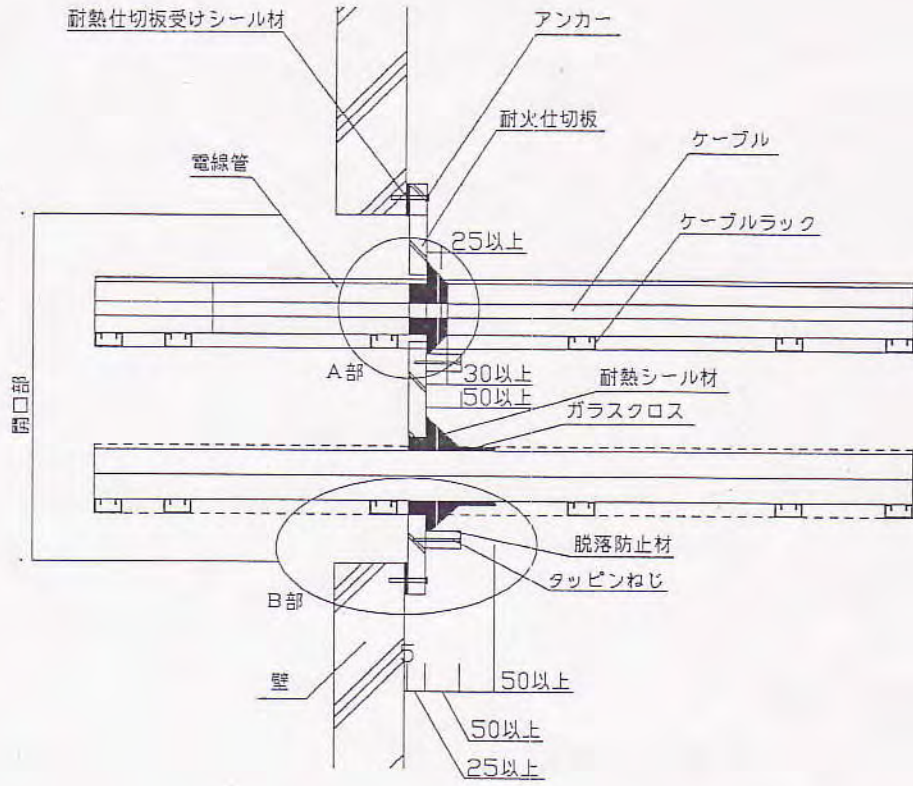 耐熱仕切板受けシール材
アンカー
耐火仕切板
ケーブル
電線管
ケーブルラック
25以上
A部
30以上
50以上
耐熱シール材
ガラスクロス
開口部
脱落防止材
タッピンねじ
B部
壁
50以上
50以上
25以上